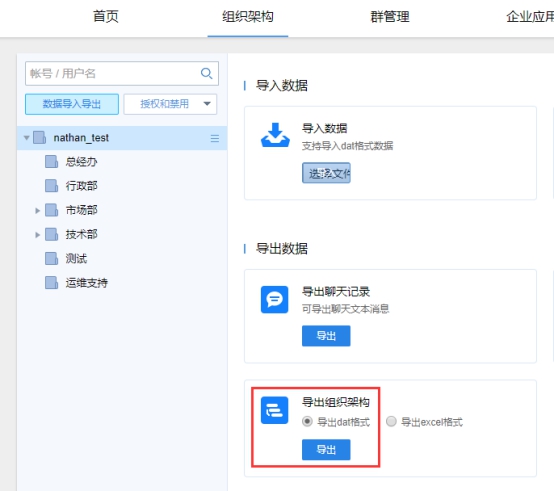 首页 组织架构 群管理 企业应用
帐号 / 用户名
数据导入导出 授权和禁用
nathan_test
总经办
行政部
市场部
技术部
测试
运维支持
导入数据
导入数据
支持导入dat格式数据
选择文件
导出数据
导出聊天记录
可导出聊天文本消息
导出
导出组织架构
导出dat格式 导出excel格式
导出